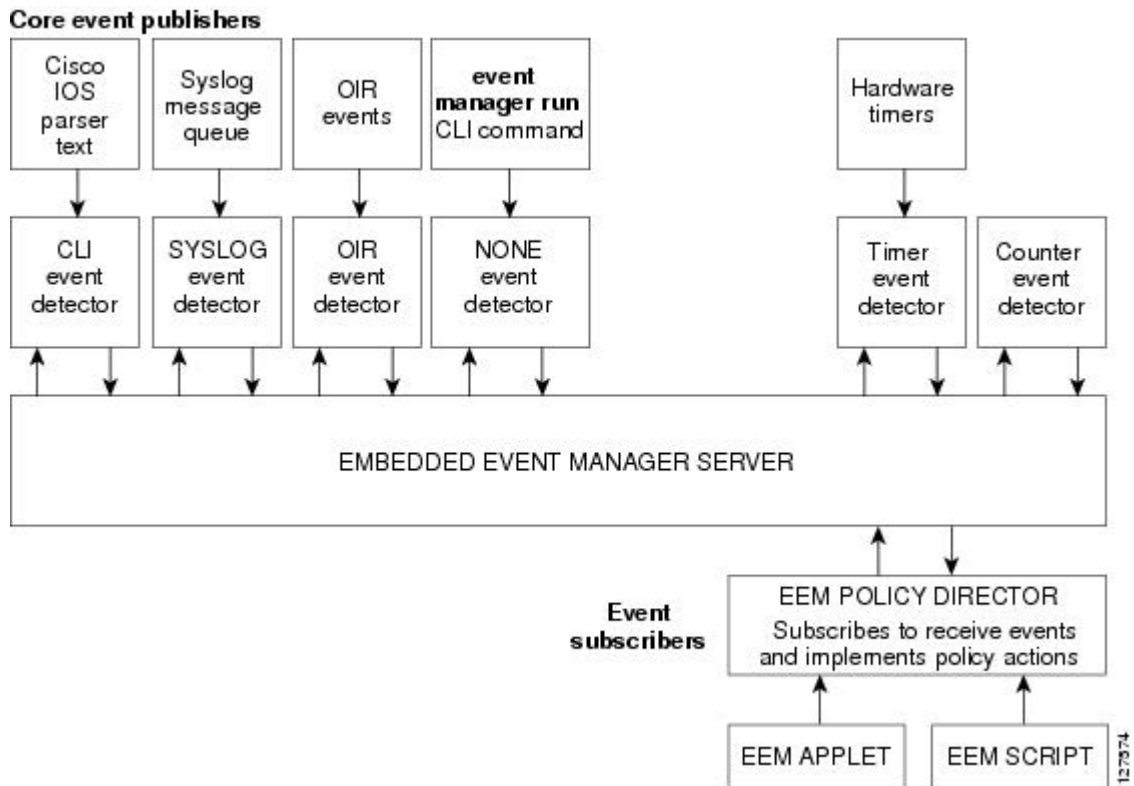 Core event publishers
Cisco
IOS
parser
text
Syslog
message
queue
OIR
events
event
manager run
CLI command
Hardware
timers
CLI
event
detector
SYSLOG
event
detector
OIR
event
detector
NONE
event
detector
Timer
event
detector
Counter
event
detector
EMBEDDED EVENT MANAGER SERVER
Event
subscribers
EEM POLICY DIRECTOR
Subscribes to receive events
and implements policy actions
EEM APPLET
EEM SCRIPT
127574